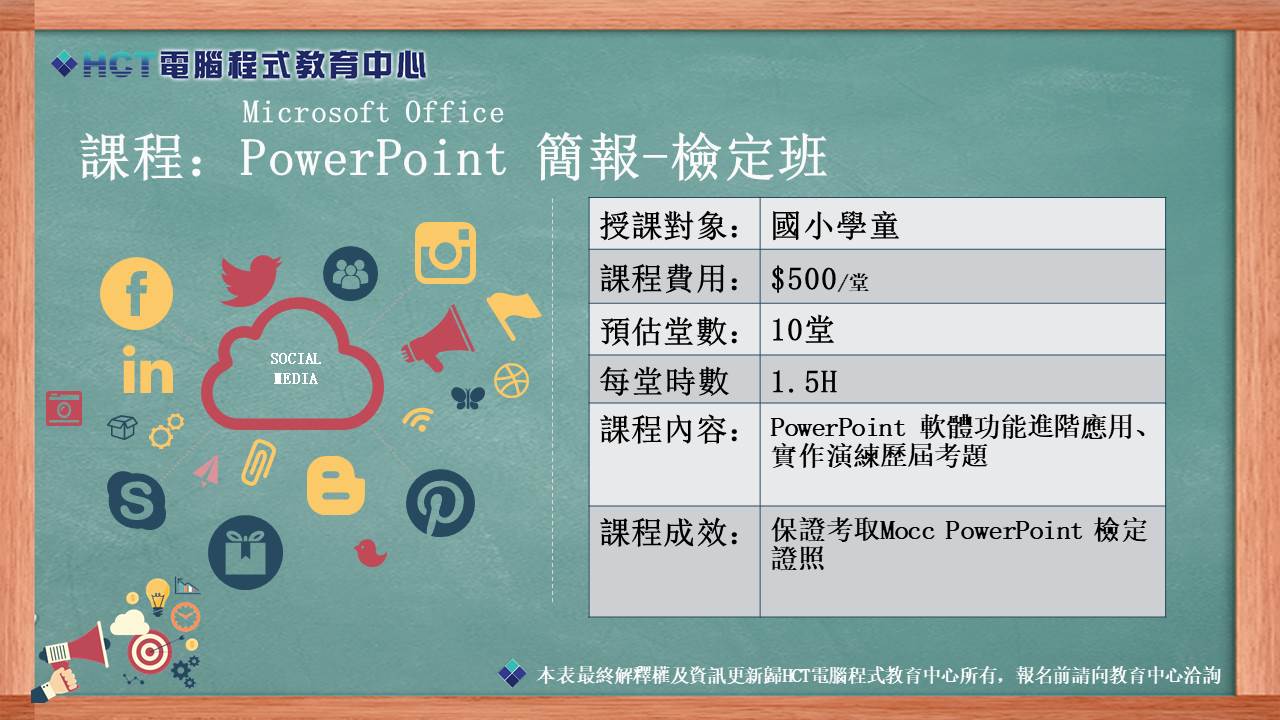 HCT電腦程式教育中心
Microsoft Office
課程：PowerPoint 簡報-檢定班
SOCIAL
MEDIA
授課對象： 國小學童
課程費用： $500/堂
預估堂數： 10堂
每堂時數 1.5H
課程內容： PowerPoint 軟體功能進階應用、
實作演練歷屆考題
課程成效： 保證考取Mocc PowerPoint 檢定
證照
本表最終解釋權及資訊更新歸HCT電腦程式教育中心所有，報名前請向教育中心洽詢